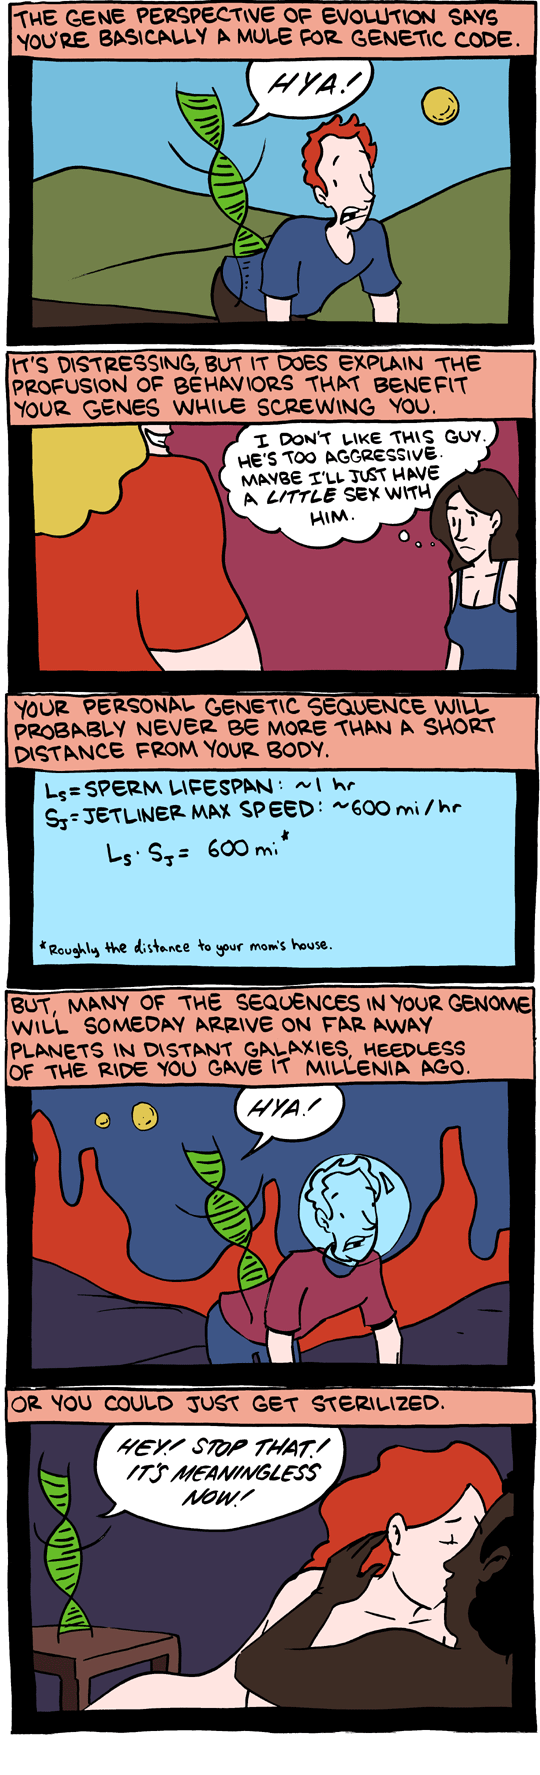 THE GENE PERSPECTIVE OF EVOLUTION SAYS
YOU'RE BASICALLY A MULE FOR GENETIC CODE.
HYA!
IT'S DISTRESSING, BUT IT DOES EXPLAIN THE
PROFUSION OF BEHAVIORS THAT BENEFIT
YOUR GENES WHILE SCREWING YOU.
I DON'T LIKE THIS GUY.
HE'S TOO AGGRESSIVE.
MAYBE I'LL JUST HAVE
A LITTLE SEX WITH
HIM.
YOUR PERSONAL GENETIC SEQUENCE WILL
PROBABLY NEVER BE MORE THAN A SHORT
DISTANCE FROM YOUR BODY.
Ls = SPERM LIFESPAN: ~1 hr
SJ = JETLINER MAX SPEED: ~600 mi/hr
Ls · SJ = 600 mi*
*Roughly the distance to your mom's house.
BUT, MANY OF THE SEQUENCES IN YOUR GENOME
WILL SOMEDAY ARRIVE ON FAR AWAY
PLANETS IN DISTANT GALAXIES, HEEDLESS
OF THE RIDE YOU GAVE IT MILLENIA AGO.
HYA!
OR YOU COULD JUST GET STERILIZED.
HEY! STOP THAT!
IT'S MEANINGLESS
NOW!